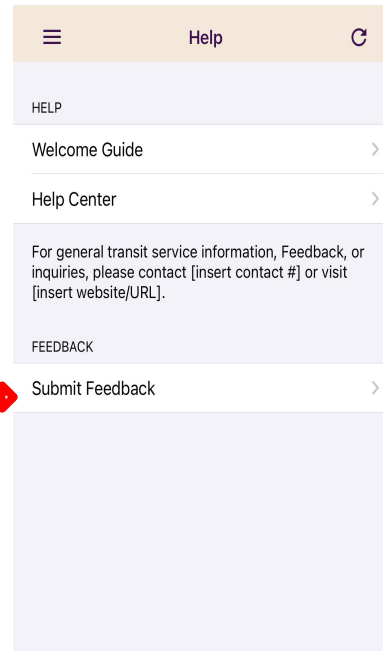 Help
HELP
Welcome Guide
Help Center
For general transit service information, Feedback, or
inquiries, please contact [insert contact #] or visit
[insert website/URL].
FEEDBACK
Submit Feedback